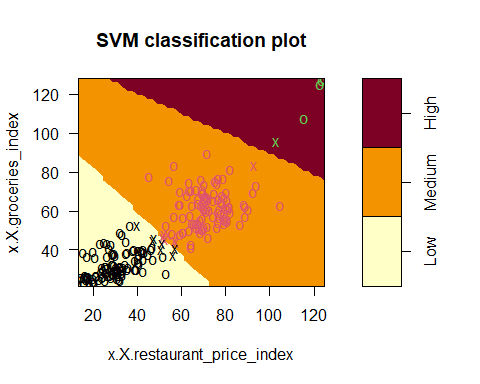 SVM classification plot
120
100
80
60
40
x.X.groceries_index
20 40 60 80 100 120
x.X.restaurant_price_index
High
Medium
Low